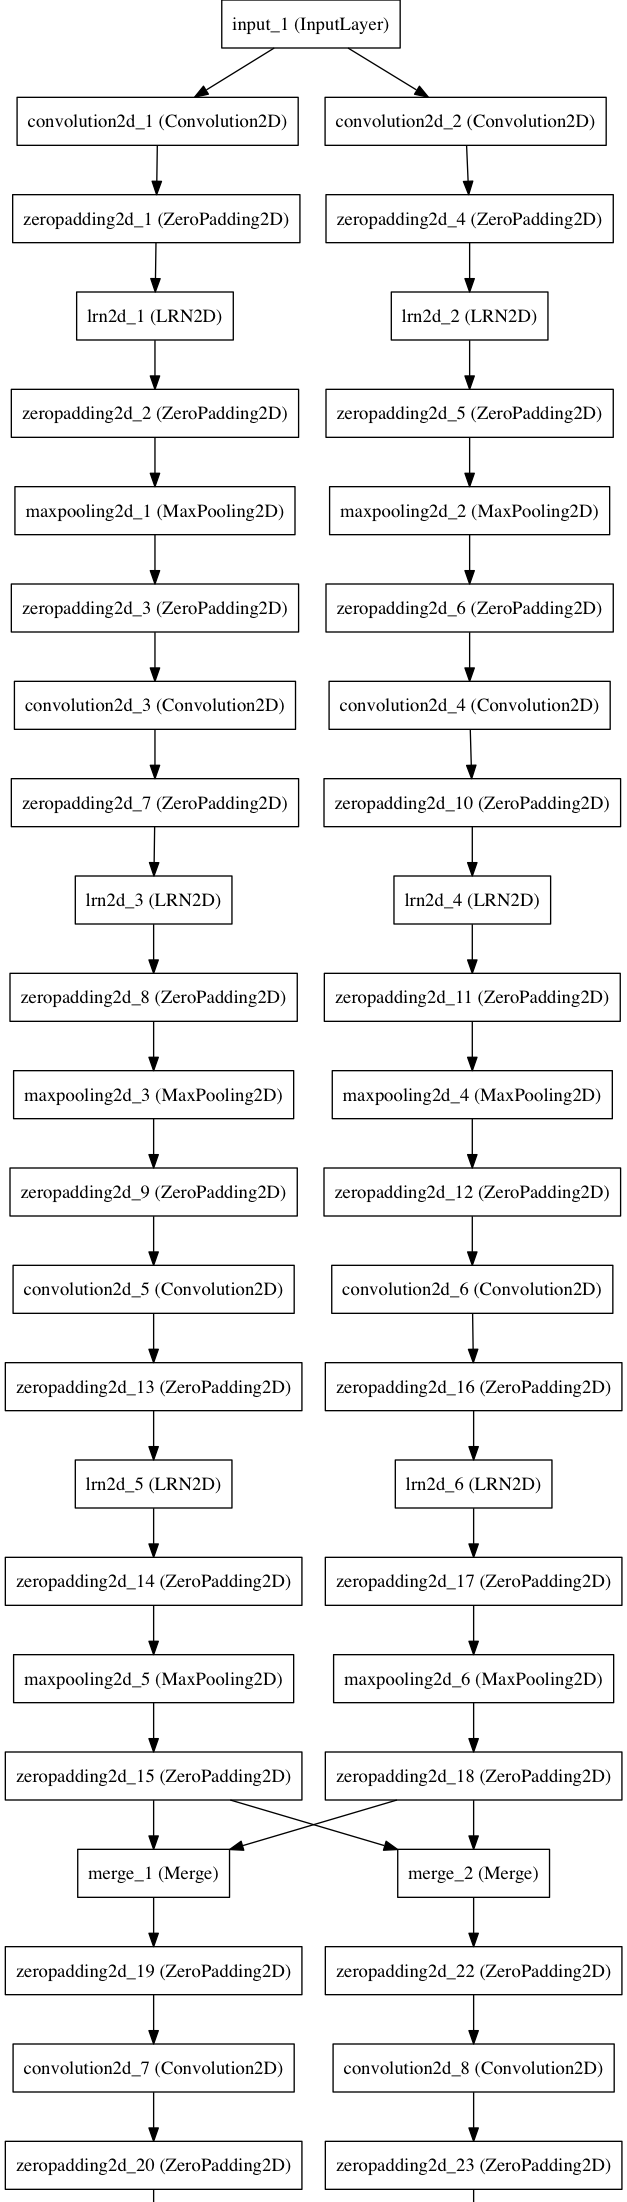 input_1 (InputLayer)
convolution2d_1 (Convolution2D)
convolution2d_2 (Convolution2D)
zeropadding2d_1 (ZeroPadding2D)
zeropadding2d_4 (ZeroPadding2D)
lrn2d_1 (LRN2D)
lrn2d_2 (LRN2D)
zeropadding2d_2 (ZeroPadding2D)
zeropadding2d_5 (ZeroPadding2D)
maxpooling2d_1 (MaxPooling2D)
maxpooling2d_2 (MaxPooling2D)
zeropadding2d_3 (ZeroPadding2D)
zeropadding2d_6 (ZeroPadding2D)
convolution2d_3 (Convolution2D)
convolution2d_4 (Convolution2D)
zeropadding2d_7 (ZeroPadding2D)
zeropadding2d_10 (ZeroPadding2D)
lrn2d_3 (LRN2D)
lrn2d_4 (LRN2D)
zeropadding2d_8 (ZeroPadding2D)
zeropadding2d_11 (ZeroPadding2D)
maxpooling2d_3 (MaxPooling2D)
maxpooling2d_4 (MaxPooling2D)
zeropadding2d_9 (ZeroPadding2D)
zeropadding2d_12 (ZeroPadding2D)
convolution2d_5 (Convolution2D)
convolution2d_6 (Convolution2D)
zeropadding2d_13 (ZeroPadding2D)
zeropadding2d_16 (ZeroPadding2D)
lrn2d_5 (LRN2D)
lrn2d_6 (LRN2D)
zeropadding2d_14 (ZeroPadding2D)
zeropadding2d_17 (ZeroPadding2D)
maxpooling2d_5 (MaxPooling2D)
maxpooling2d_6 (MaxPooling2D)
zeropadding2d_15 (ZeroPadding2D)
zeropadding2d_18 (ZeroPadding2D)
merge_1 (Merge)
merge_2 (Merge)
zeropadding2d_19 (ZeroPadding2D)
zeropadding2d_22 (ZeroPadding2D)
convolution2d_7 (Convolution2D)
convolution2d_8 (Convolution2D)
zeropadding2d_20 (ZeroPadding2D)
zeropadding2d_23 (ZeroPadding2D)